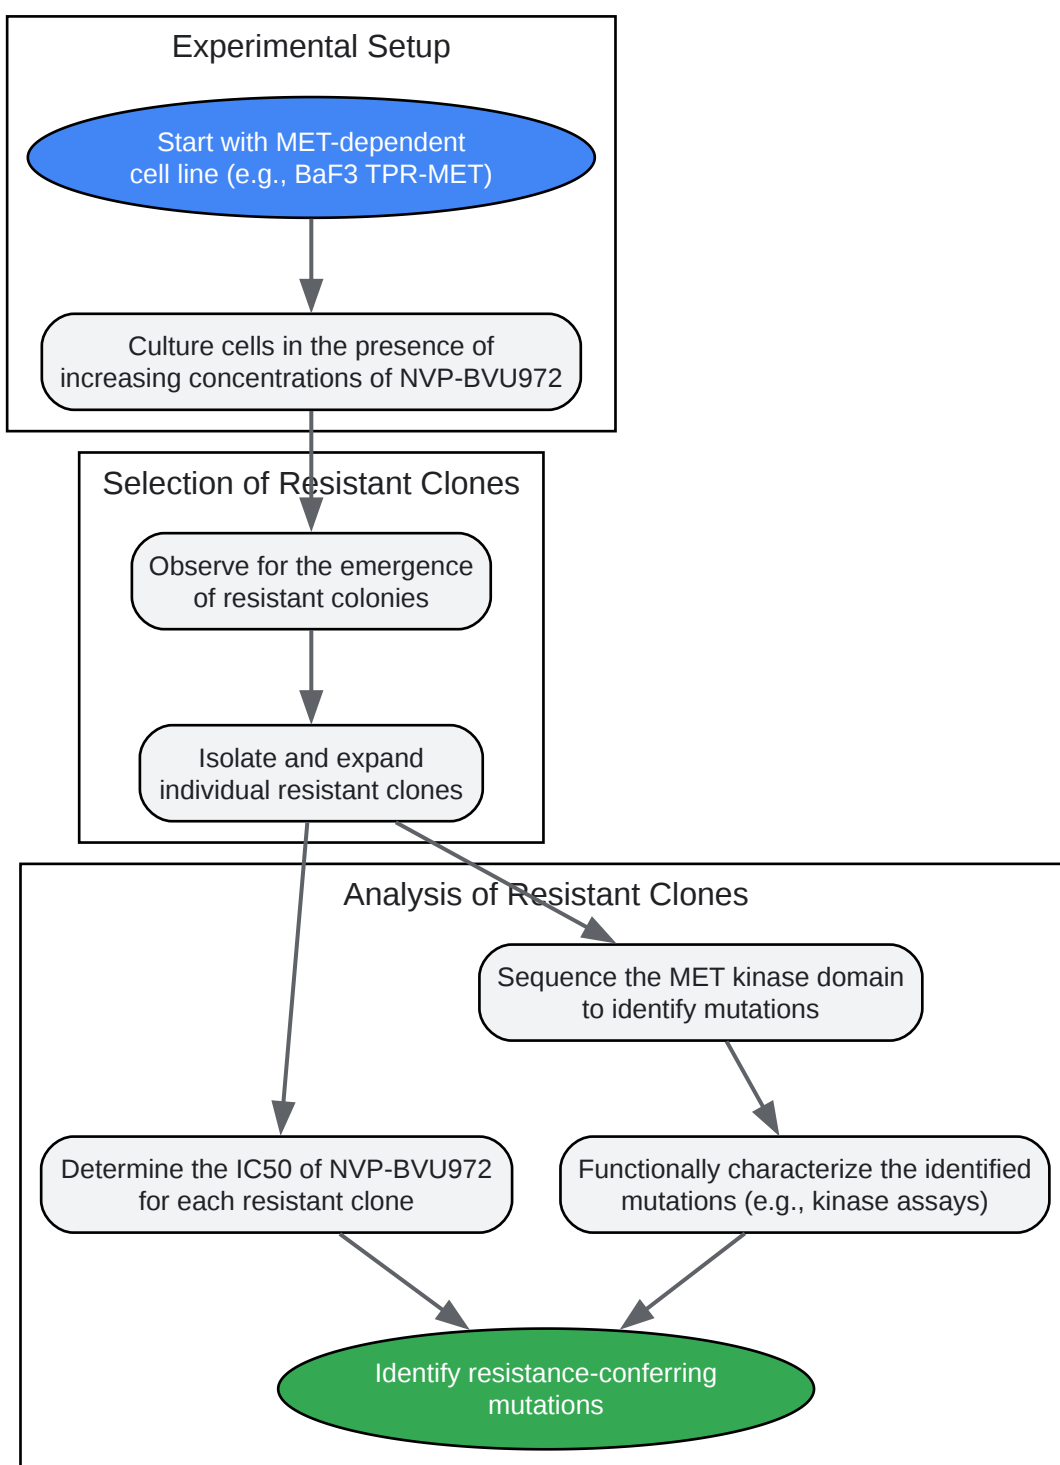 Experimental Setup
Start with MET-dependent
cell line (e.g., BaF3 TPR-MET)
Culture cells in the presence of
increasing concentrations of NVP-BVU972
Selection of Resistant Clones
Observe for the emergence
of resistant colonies
Isolate and expand
individual resistant clones
Analysis of Resistant Clones
Sequence the MET kinase domain
to identify mutations
Determine the IC50 of NVP-BVU972
for each resistant clone
Functionally characterize the identified
mutations (e.g., kinase assays)
Identify resistance-conferring
mutations